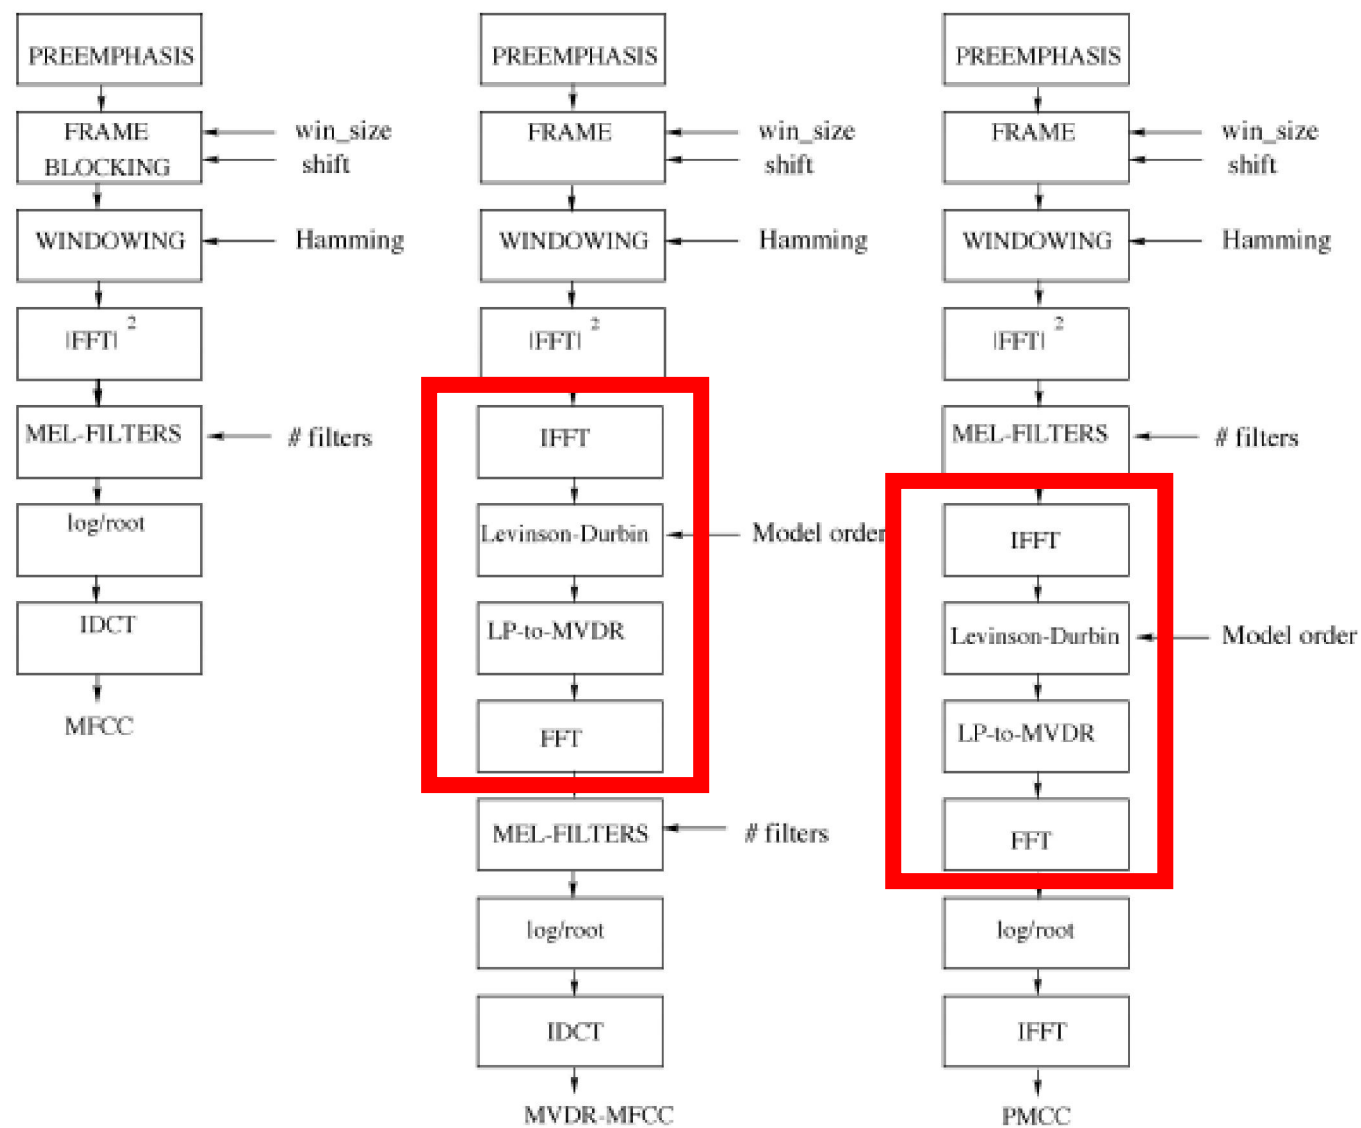 PREEMPHASIS
FRAME
BLOCKING
win_size
shift
WINDOWING
Hamming
|FFT| 2
MEL-FILTERS
# filters
log/root
IDCT
MFCC
PREEMPHASIS
FRAME
win_size
shift
WINDOWING
Hamming
|FFT| 2
IFFT
Levinson-Durbin
Model order
LP-to-MVDR
FFT
MEL-FILTERS
# filters
log/root
IDCT
MVDR-MFCC
PREEMPHASIS
FRAME
win_size
shift
WINDOWING
Hamming
|FFT| 2
MEL-FILTERS
# filters
IFFT
Levinson-Durbin
Model order
LP-to-MVDR
FFT
log/root
IFFT
PMCC